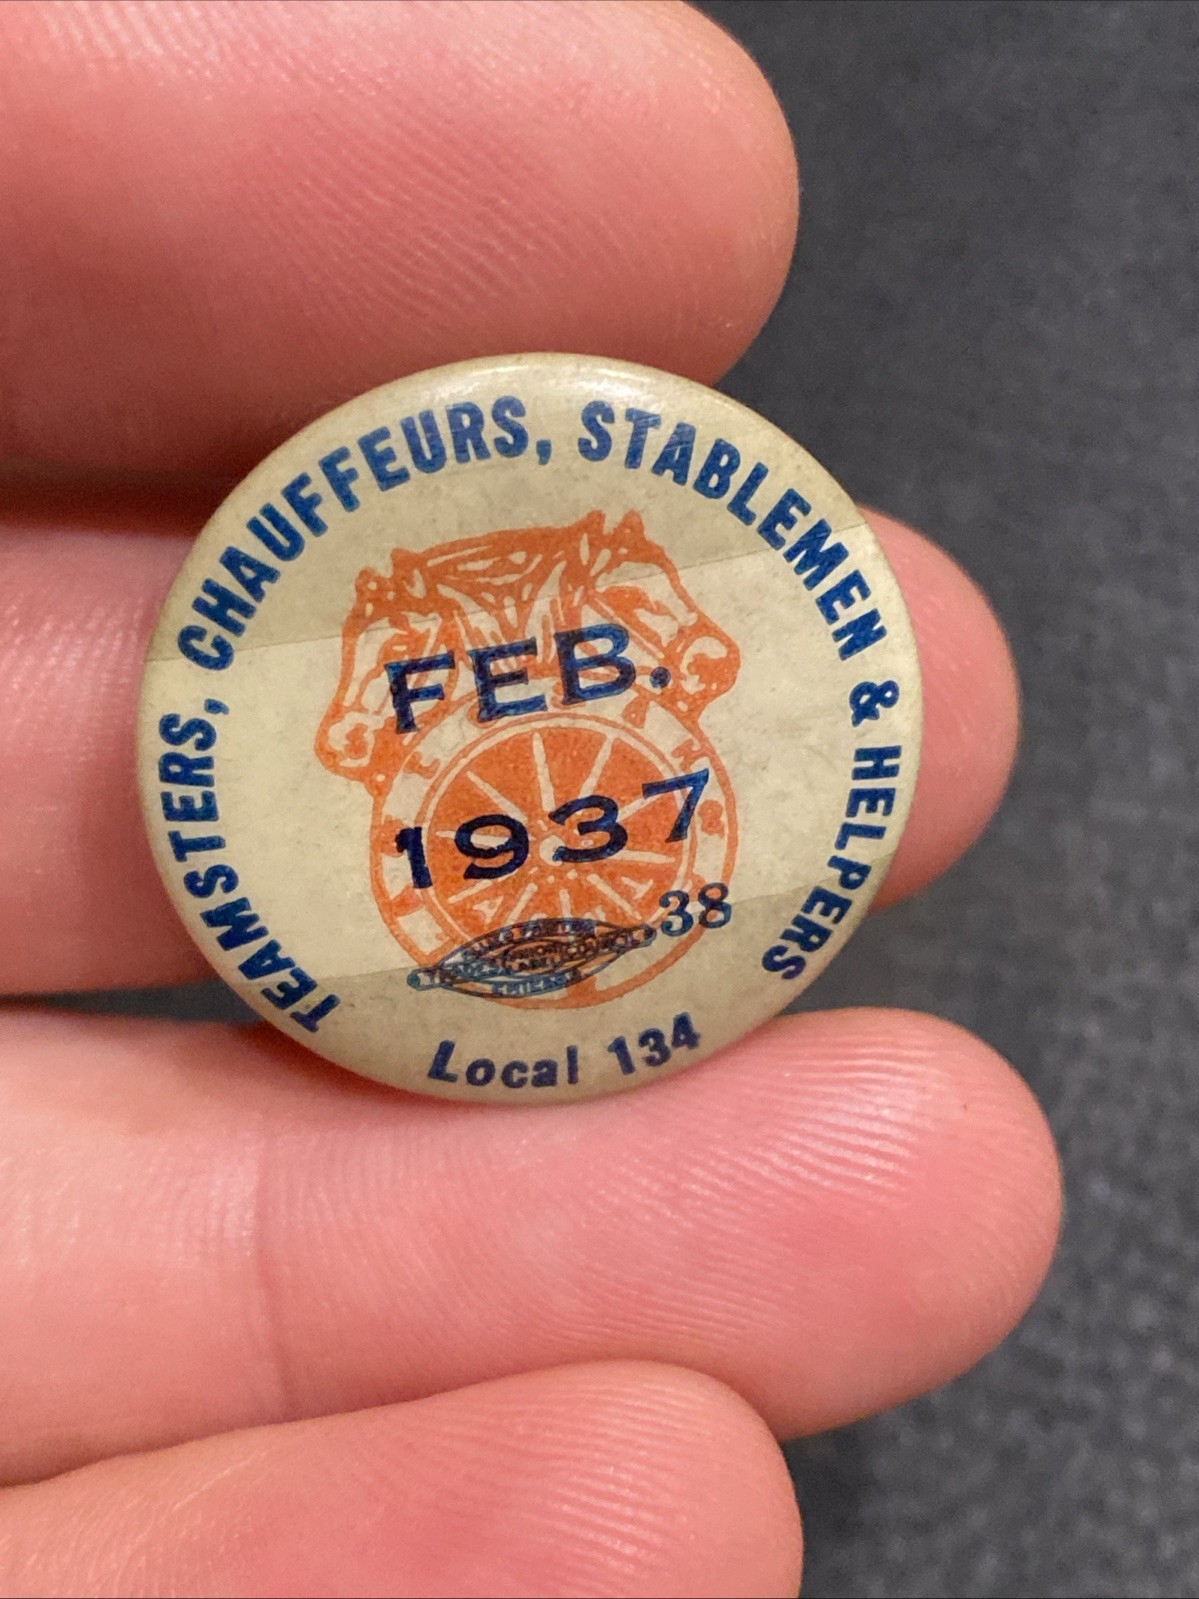 TEAMSTERS, CHAUFFEURS, STABLEMEN & HELPERS
FEB.
1937
38
Local 134